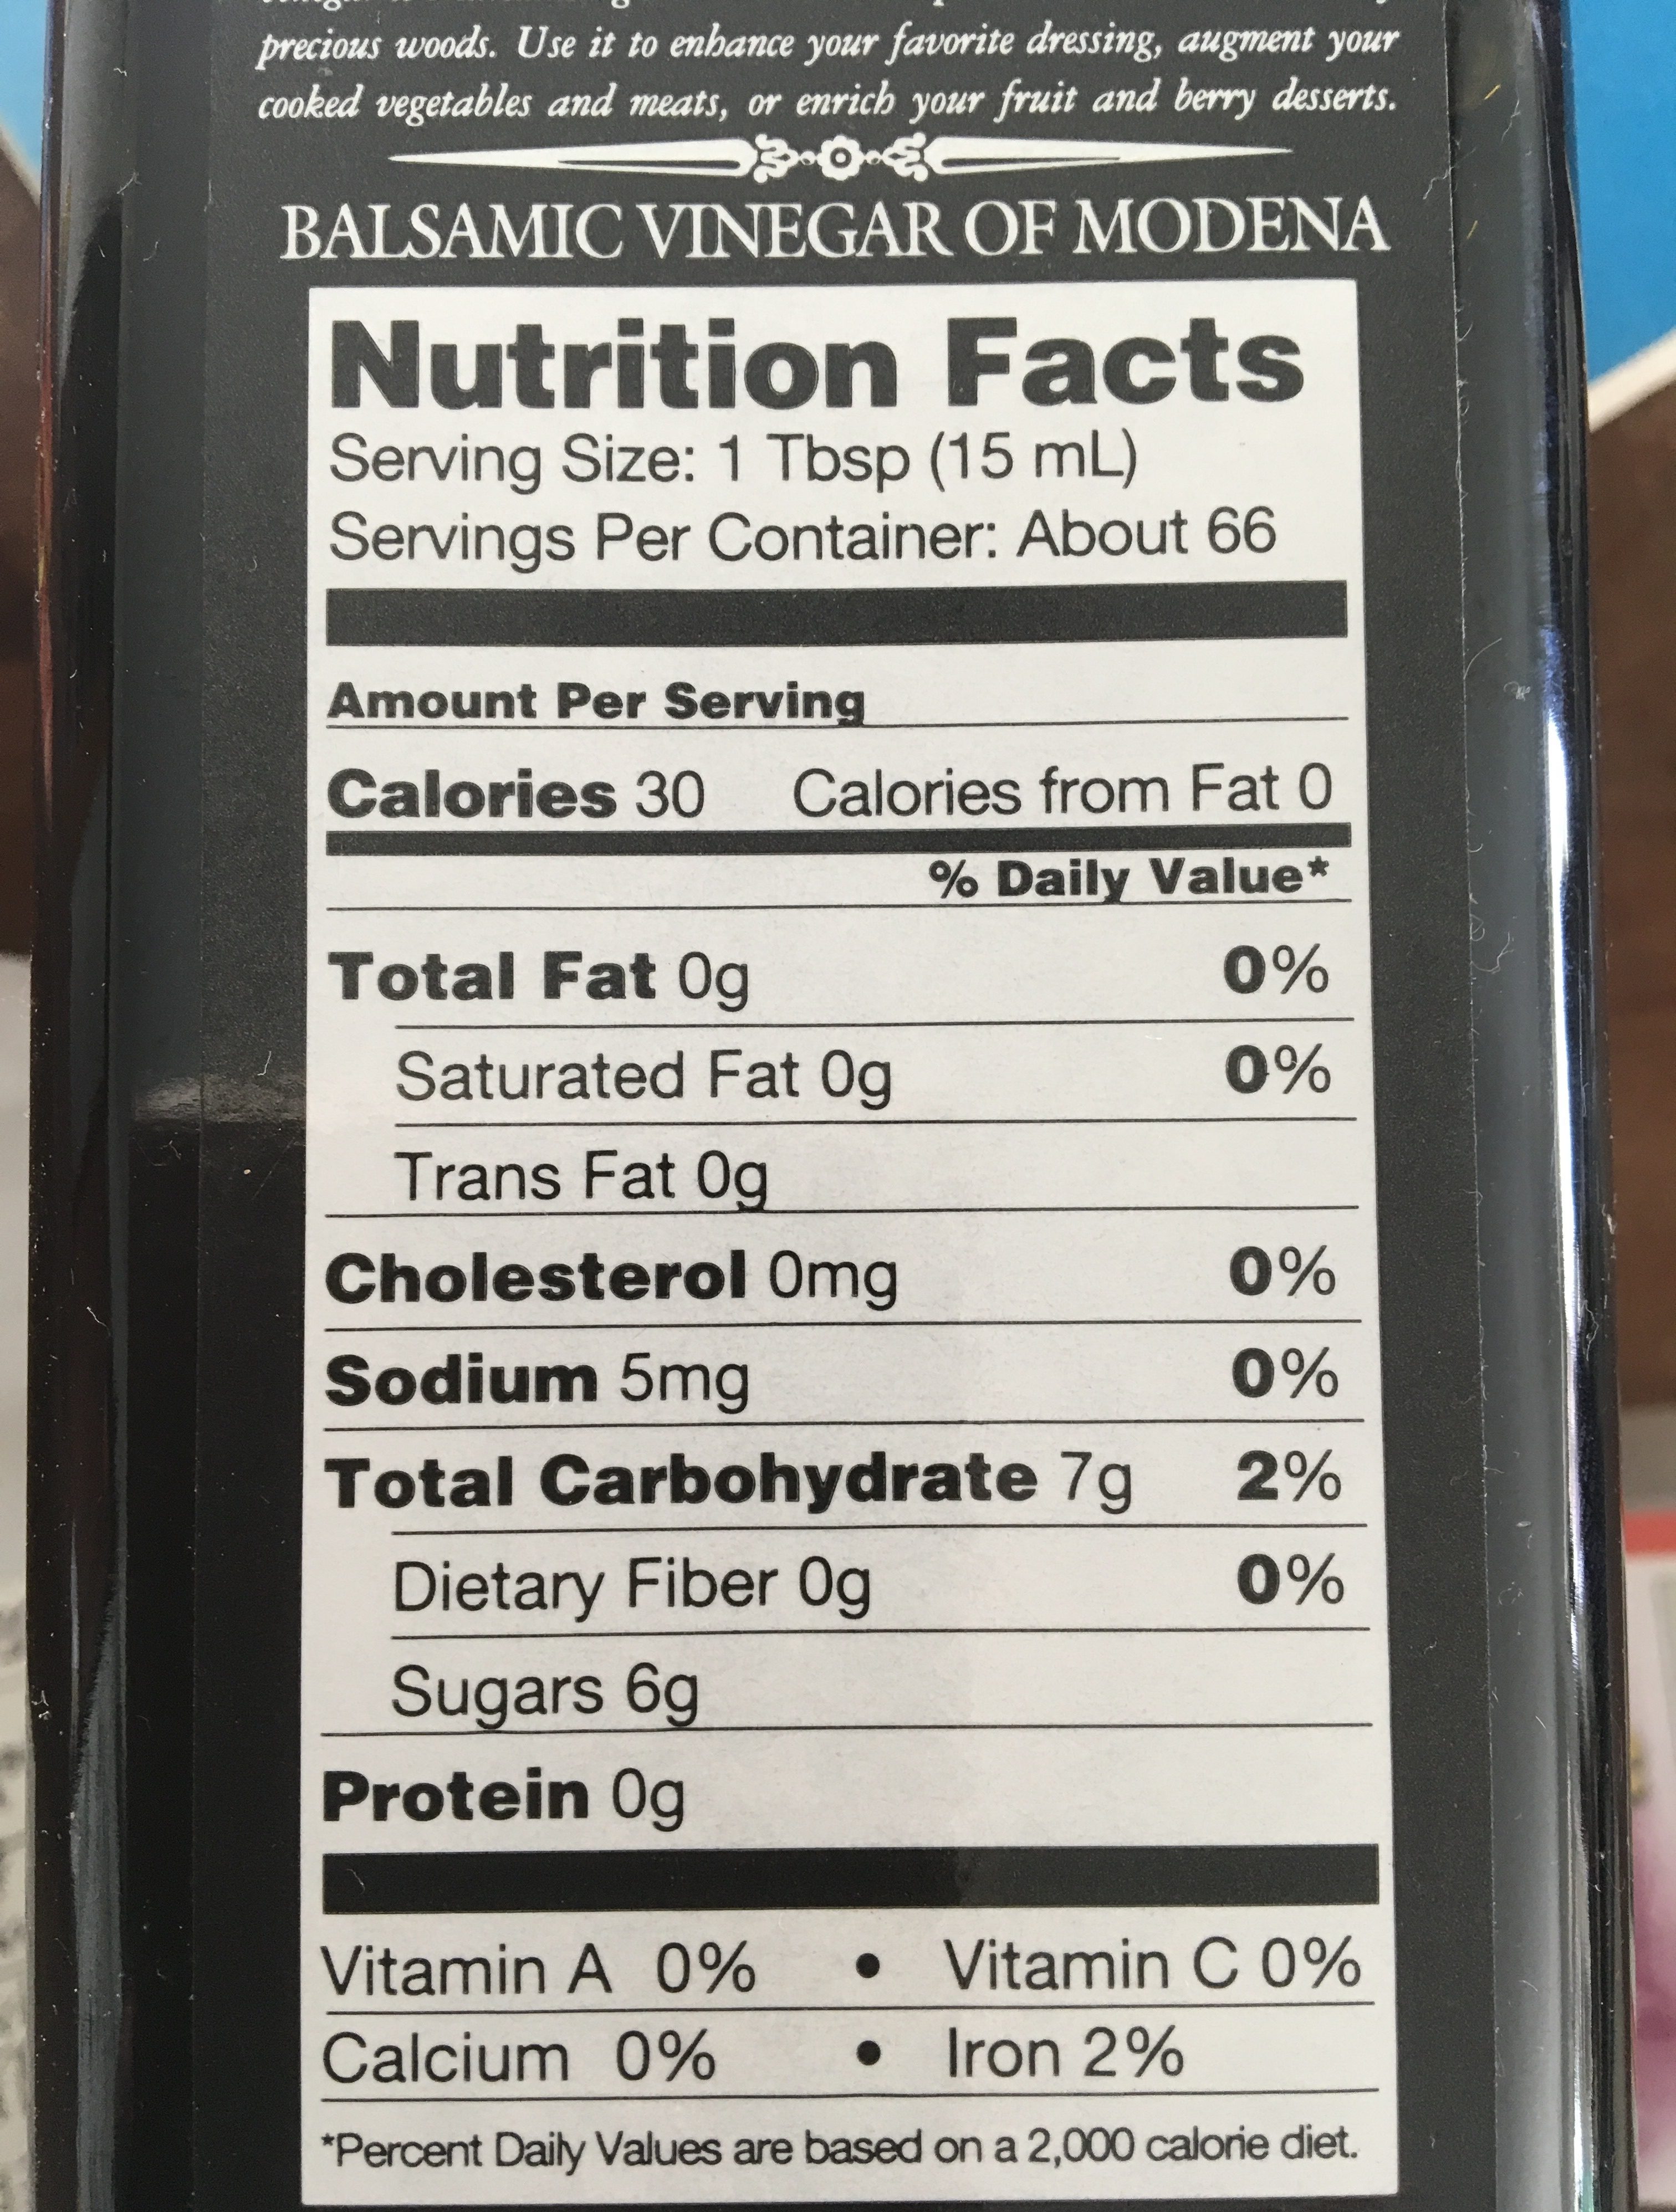 precious woods. Use it to enhance your favorite dressing, augment your
cooked vegetables and meats, or enrich your fruit and berry desserts.
BALSAMIC VINEGAR OF MODENA
Nutrition Facts
Serving Size: 1 Tbsp (15 mL)
Servings Per Container: About 66
Amount Per Serving
Calories 30 Calories from Fat 0
% Daily Value*
Total Fat 0g 0%
Saturated Fat 0g 0%
Trans Fat 0g
Cholesterol 0mg 0%
Sodium 5mg 0%
Total Carbohydrate 7g 2%
Dietary Fiber 0g 0%
Sugars 6g
Protein 0g
Vitamin A 0% • Vitamin C 0%
Calcium 0% • Iron 2%
*Percent Daily Values are based on a 2,000 calorie diet.